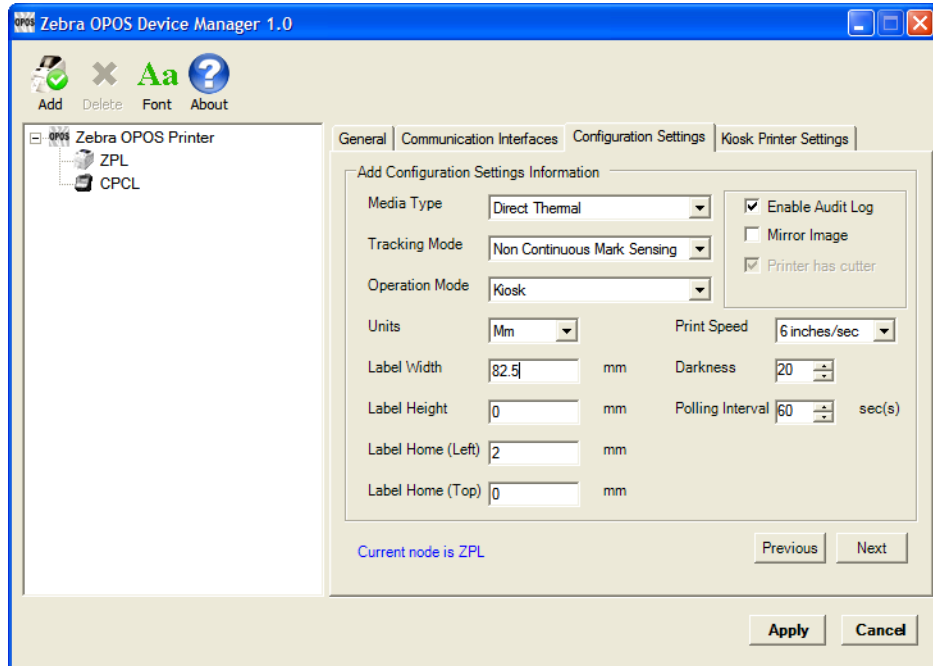 OPOS Zebra OPOS Device Manager 1.0
Add Delete Aa Font ? About
OPOS Zebra OPOS Printer
ZPL
CPCL
General Communication Interfaces Configuration Settings Kiosk Printer Settings
Add Configuration Settings Information
Media Type Direct Thermal Enable Audit Log
Mirror Image
Tracking Mode Non Continuous Mark Sensing
Printer has cutter
Operation Mode Kiosk
Units Mm Print Speed 6 inches/sec
Label Width 82.5 mm Darkness 20
Label Height 0 mm Polling Interval 60 sec(s)
Label Home (Left) 2 mm
Label Home (Top) 0 mm
Current node is ZPL Previous Next
Apply Cancel